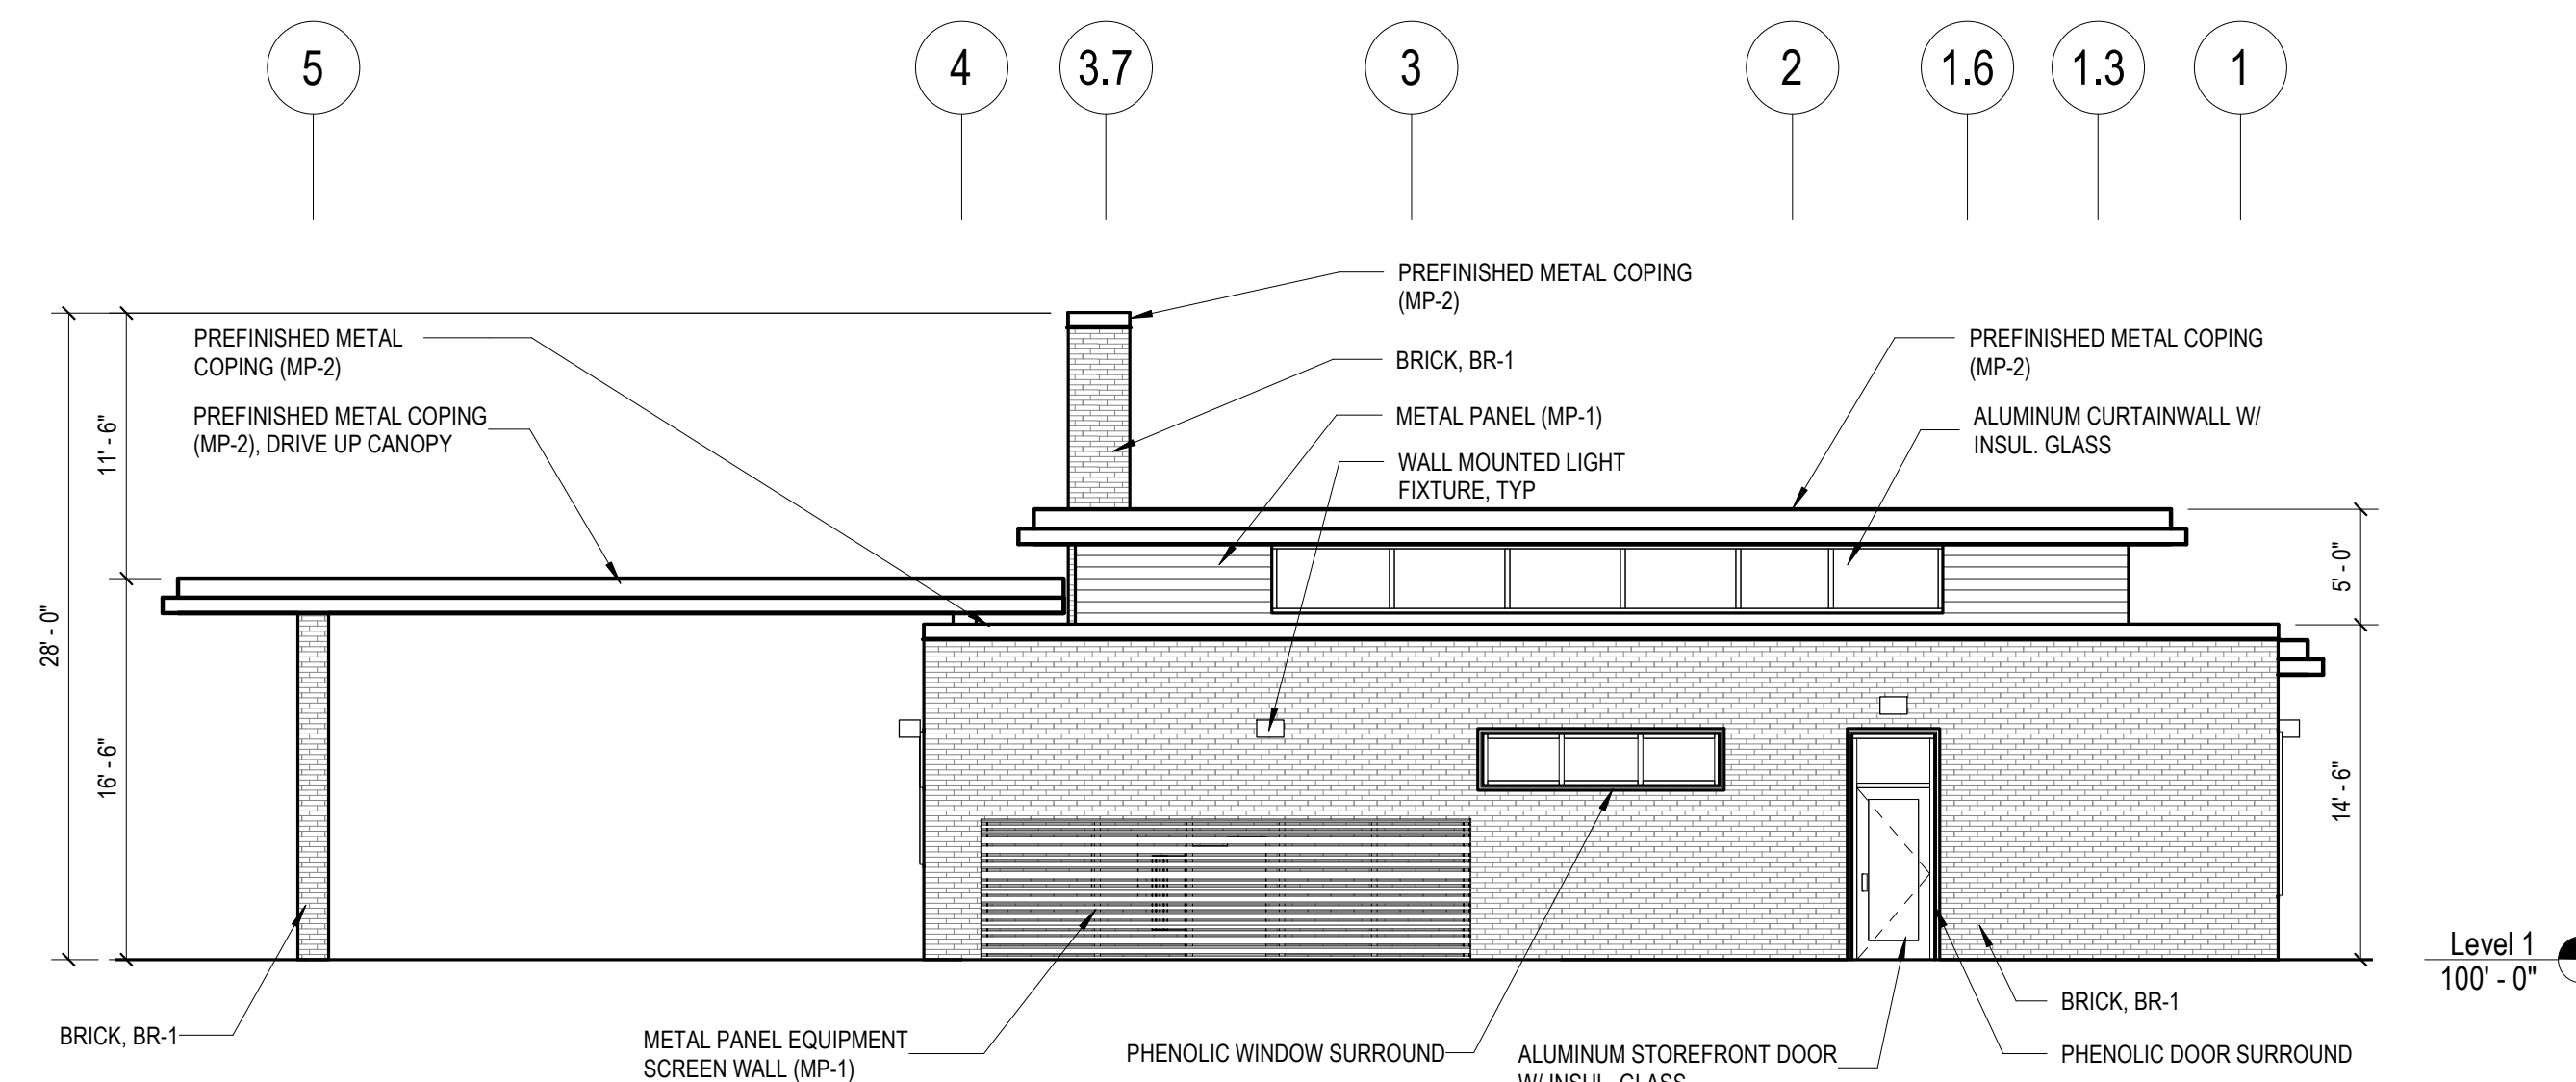 5
4
3.7
3
2
1.6
1.3
1
PREFINISHED METAL COPING
(MP-2)
PREFINISHED METAL
COPING (MP-2)
PREFINISHED METAL COPING
(MP-2)
BRICK, BR-1
PREFINISHED METAL COPING
(MP-2), DRIVE UP CANOPY
METAL PANEL (MP-1)
ALUMINUM CURTAINWALL W/
INSUL. GLASS
WALL MOUNTED LIGHT
FIXTURE, TYP
11' - 6"
28' - 0"
16' - 6"
5' - 0"
14' - 6"
Level 1
100' - 0"
BRICK, BR-1
BRICK, BR-1
METAL PANEL EQUIPMENT
SCREEN WALL (MP-1)
PHENOLIC WINDOW SURROUND
ALUMINUM STOREFRONT DOOR
W/ INSUL. GLASS
PHENOLIC DOOR SURROUND